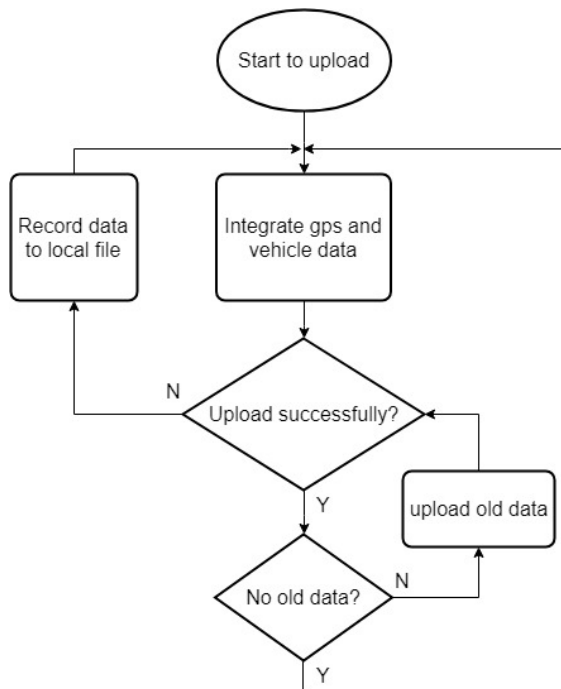 Start to upload
Record data
to local file
Integrate gps and
vehicle data
N
Upload successfully?
Y
upload old data
No old data?
N
Y